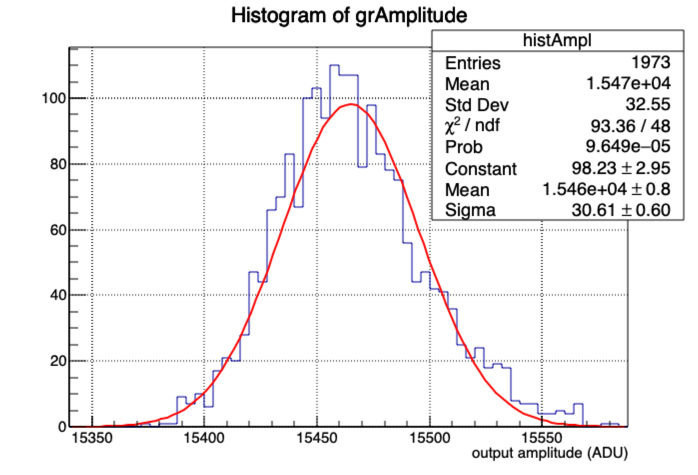 Histogram of grAmplitude
histAmpl
Entries 1973
Mean 1.547e+04
Std Dev 32.55
χ² / ndf 93.36 / 48
Prob 9.649e−05
Constant 98.23 ± 2.95
Mean 1.546e+04 ± 0.8
Sigma 30.61 ± 0.60
100
80
60
40
20
0
15350 15400 15450 15500 15550
output amplitude (ADU)